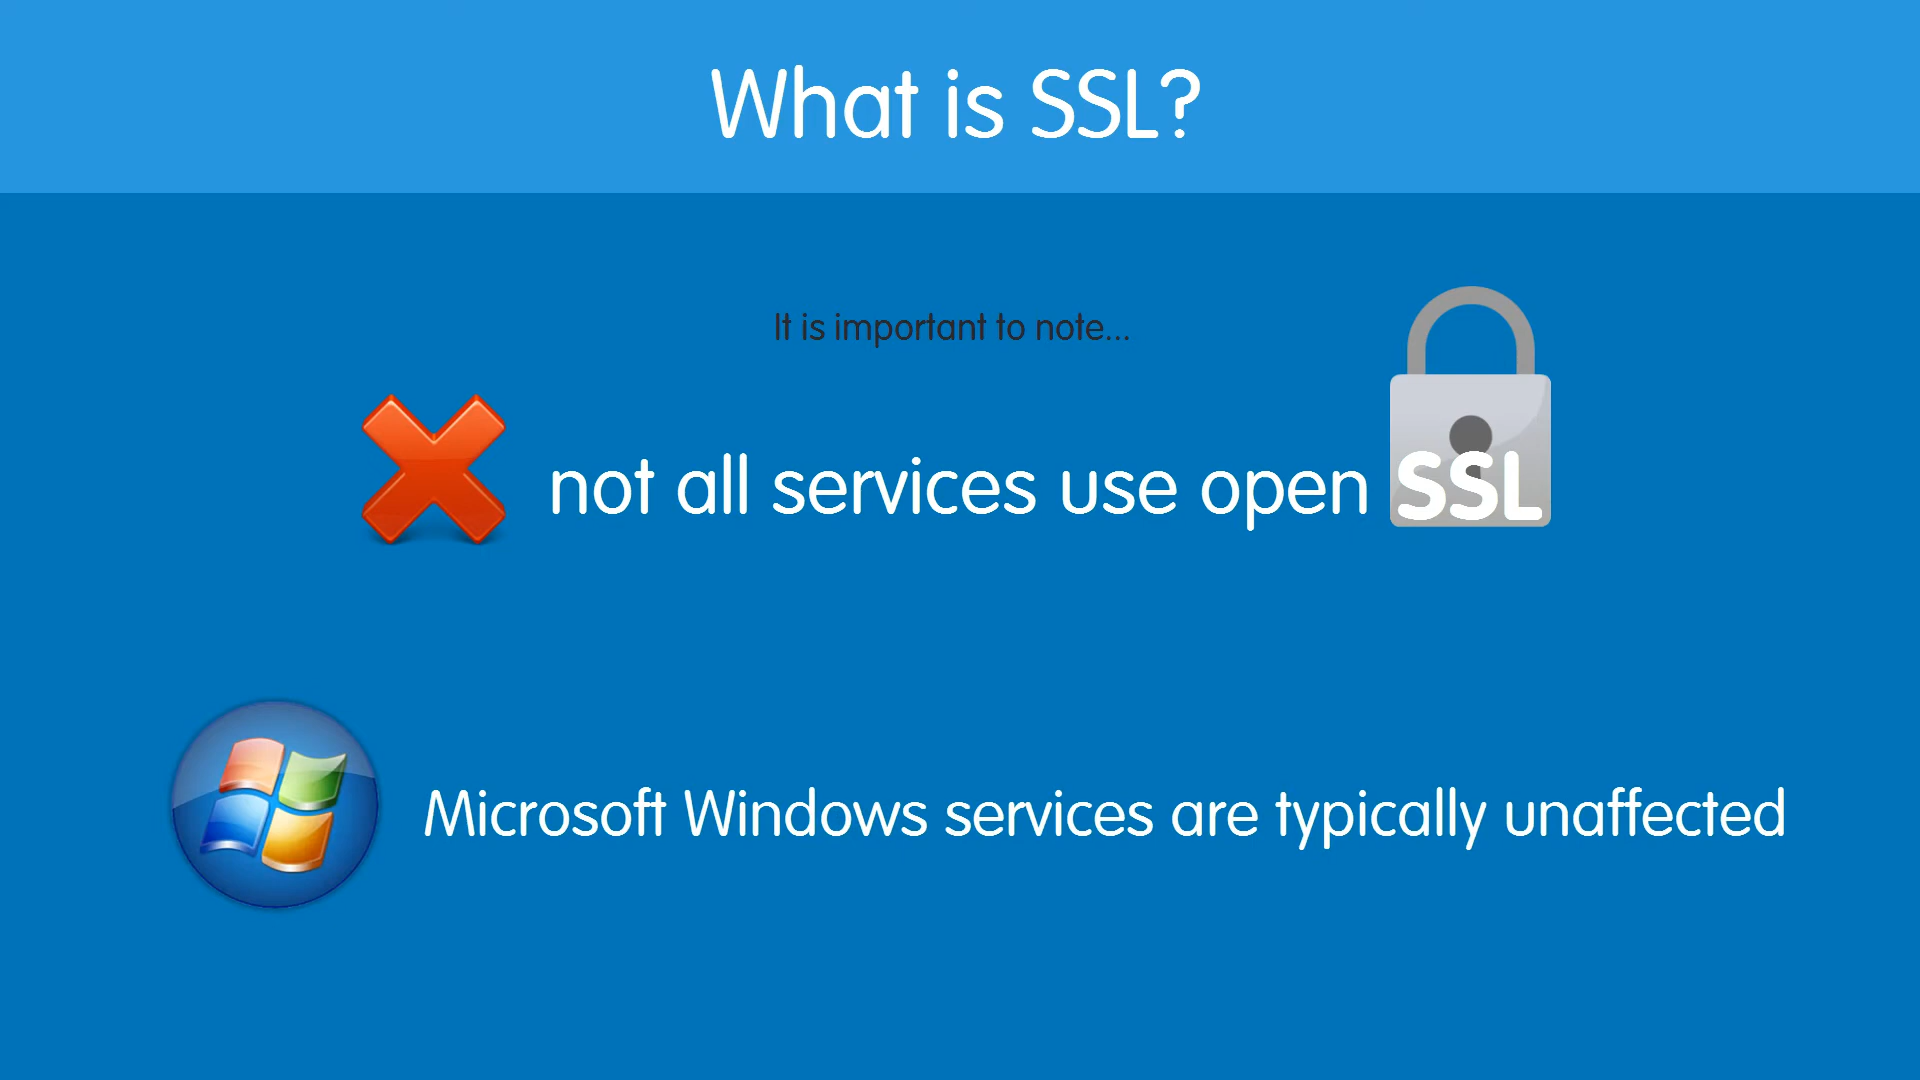 What is SSL?
It is important to note...
not all services use open SSL
Microsoft Windows services are typically unaffected